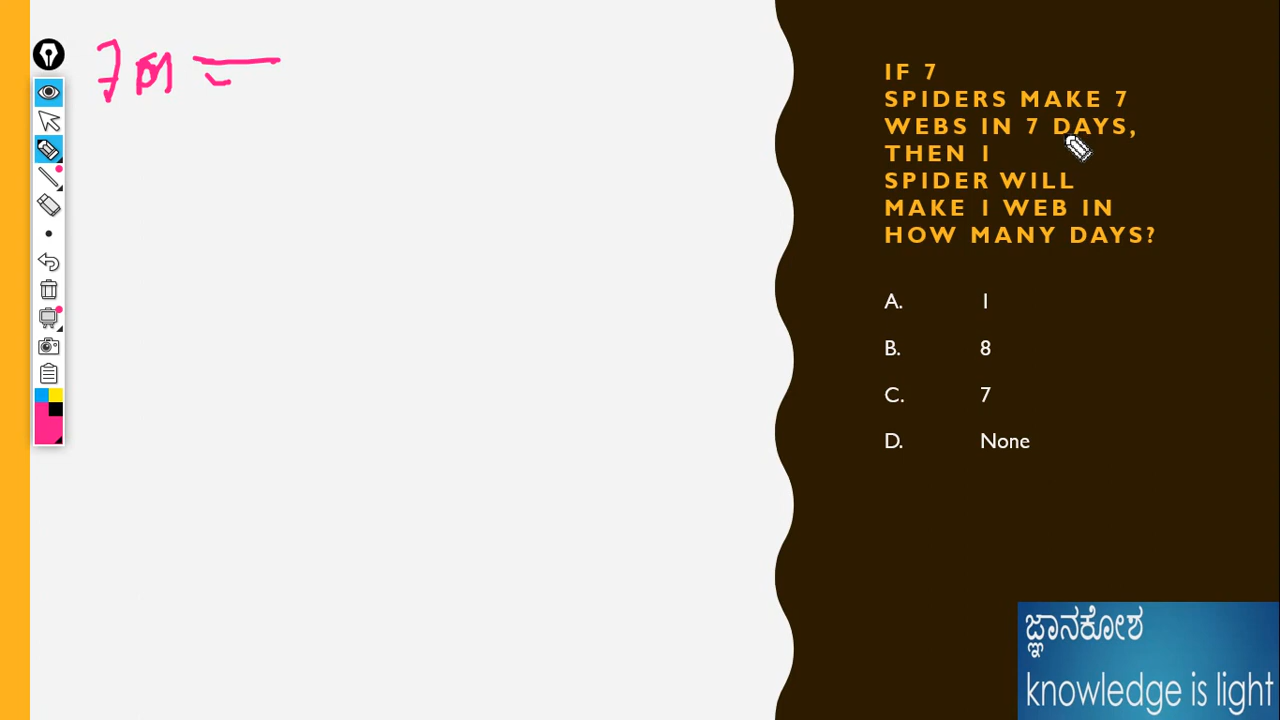 IF 7
SPIDERS MAKE 7
WEBS IN 7 DAYS,
THEN 1
SPIDER WILL
MAKE 1 WEB IN
HOW MANY DAYS?
A. 1
B. 8
C. 7
D. None
ಜ್ಞಾನಕೋಶ
knowledge is light